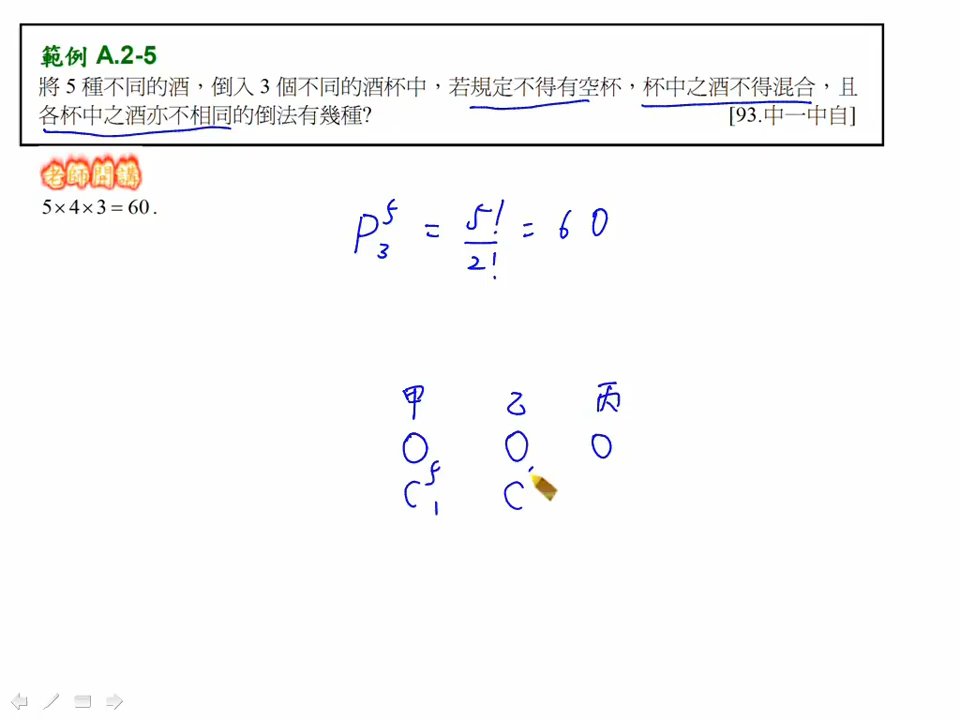 範例 A.2-5
將 5 種不同的酒，倒入 3 個不同的酒杯中，若規定不得有空杯，杯中之酒不得混合，且
各杯中之酒亦不相同的倒法有幾種? [93.中一中自]
老師開講
5×4×3=60.
P₃⁵ = 5!/2! = 60
甲 乙 丙
O O O
C₁⁵ C